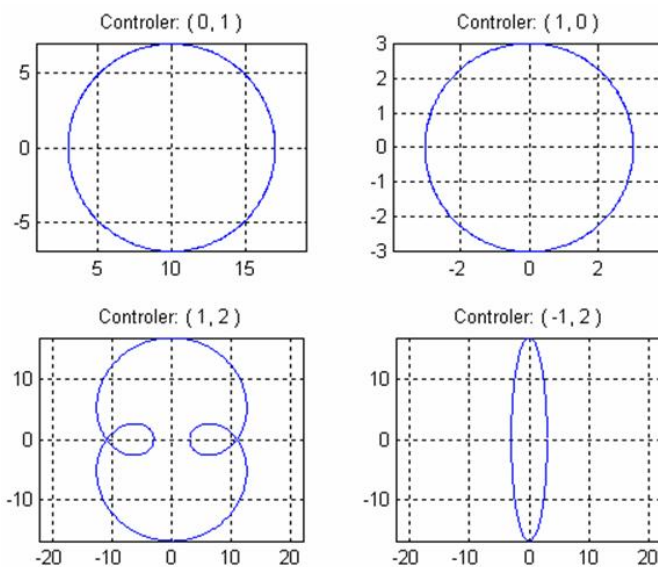 Controler: ( 0, 1 )
5
0
-5
5 10 15
Controler: ( 1, 0 )
3
2
1
0
-1
-2
-3
-2 0 2
Controler: ( 1, 2 )
10
0
-10
-20 -10 0 10 20
Controler: ( -1, 2 )
10
0
-10
-20 -10 0 10 20